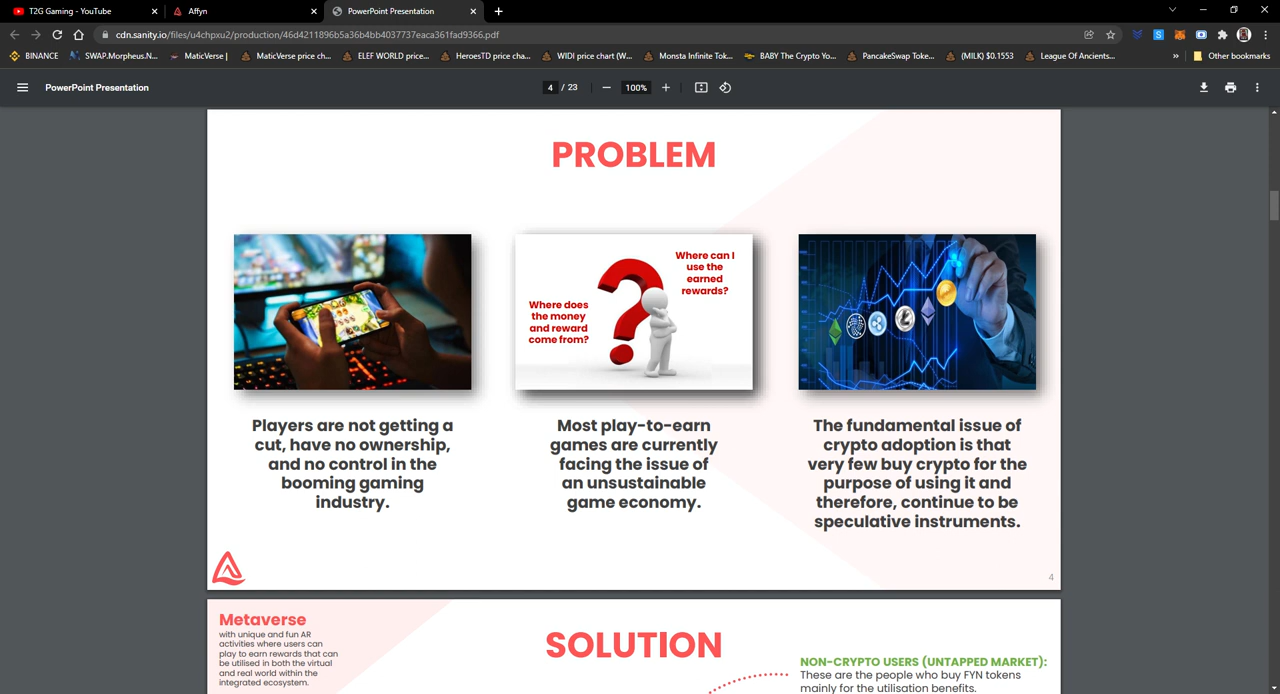 T2G Gaming - YouTube
Affyn
PowerPoint Presentation
cdn.sanity.io/files/u4chpxu2/production/46d4211896b5a36b4bb4037737eaca361fad9366.pdf
BINANCE
SWAP.Morpheus.N...
MaticVerse |
MaticVerse price ch...
ELEF WORLD price...
HeroesTD price cha...
WIDI price chart (W...
Monsta Infinite Tok...
BABY The Crypto Yo...
PancakeSwap Toke...
(MILK) $0.1553
League Of Ancients...
»
Other bookmarks
PowerPoint Presentation
4 / 23
100%
PROBLEM
Where can I
use the
earned
rewards?
Where does
the money
and reward
come from?
Players are not getting a
cut, have no ownership,
and no control in the
booming gaming
industry.
Most play-to-earn
games are currently
facing the issue of
an unsustainable
game economy.
The fundamental issue of
crypto adoption is that
very few buy crypto for the
purpose of using it and
therefore, continue to be
speculative instruments.
4
Metaverse
with unique and fun AR
activities where users can
play to earn rewards that can
be utilised in both the virtual
and real world within the
integrated ecosystem.
SOLUTION
NON-CRYPTO USERS (UNTAPPED MARKET):
These are the people who buy FYN tokens
mainly for the utilisation benefits.